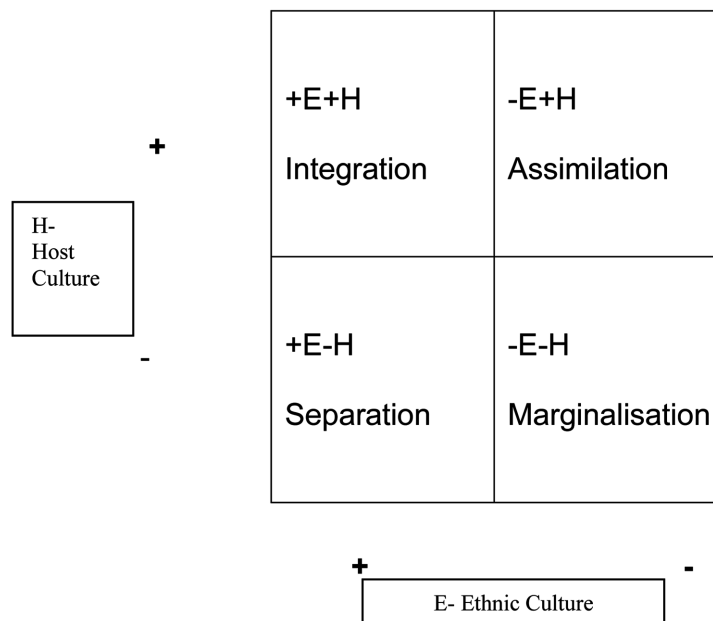 +E+H
-E+H
+
Integration
Assimilation
H-
Host
Culture
+E-H
-E-H
-
Separation
Marginalisation
+
-
E- Ethnic Culture